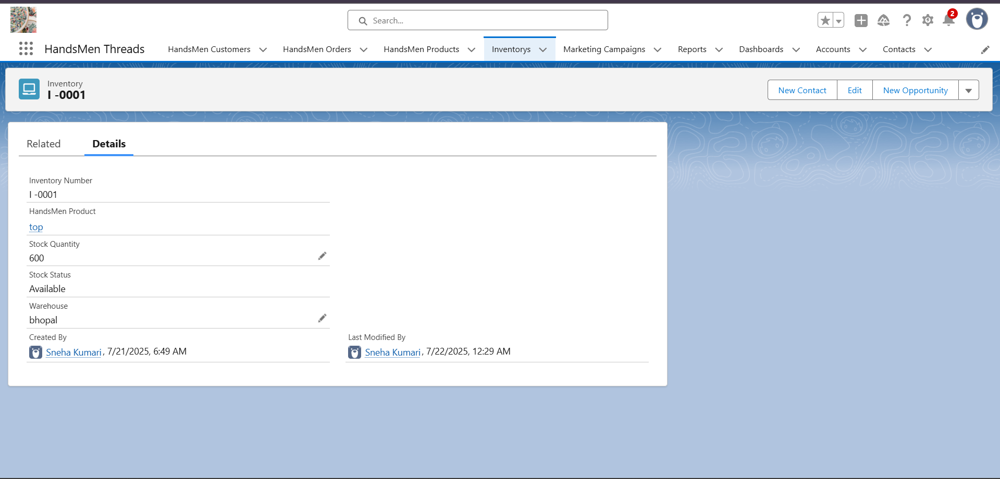 Search...
2
HandsMen Threads HandsMen Customers HandsMen Orders HandsMen Products Inventorys Marketing Campaigns Reports Dashboards Accounts Contacts
Inventory
I -0001
New Contact Edit New Opportunity
Related Details
Inventory Number
I -0001
HandsMen Product
top
Stock Quantity
600
Stock Status
Available
Warehouse
bhopal
Created By Last Modified By
Sneha Kumari, 7/21/2025, 6:49 AM Sneha Kumari, 7/22/2025, 12:29 AM